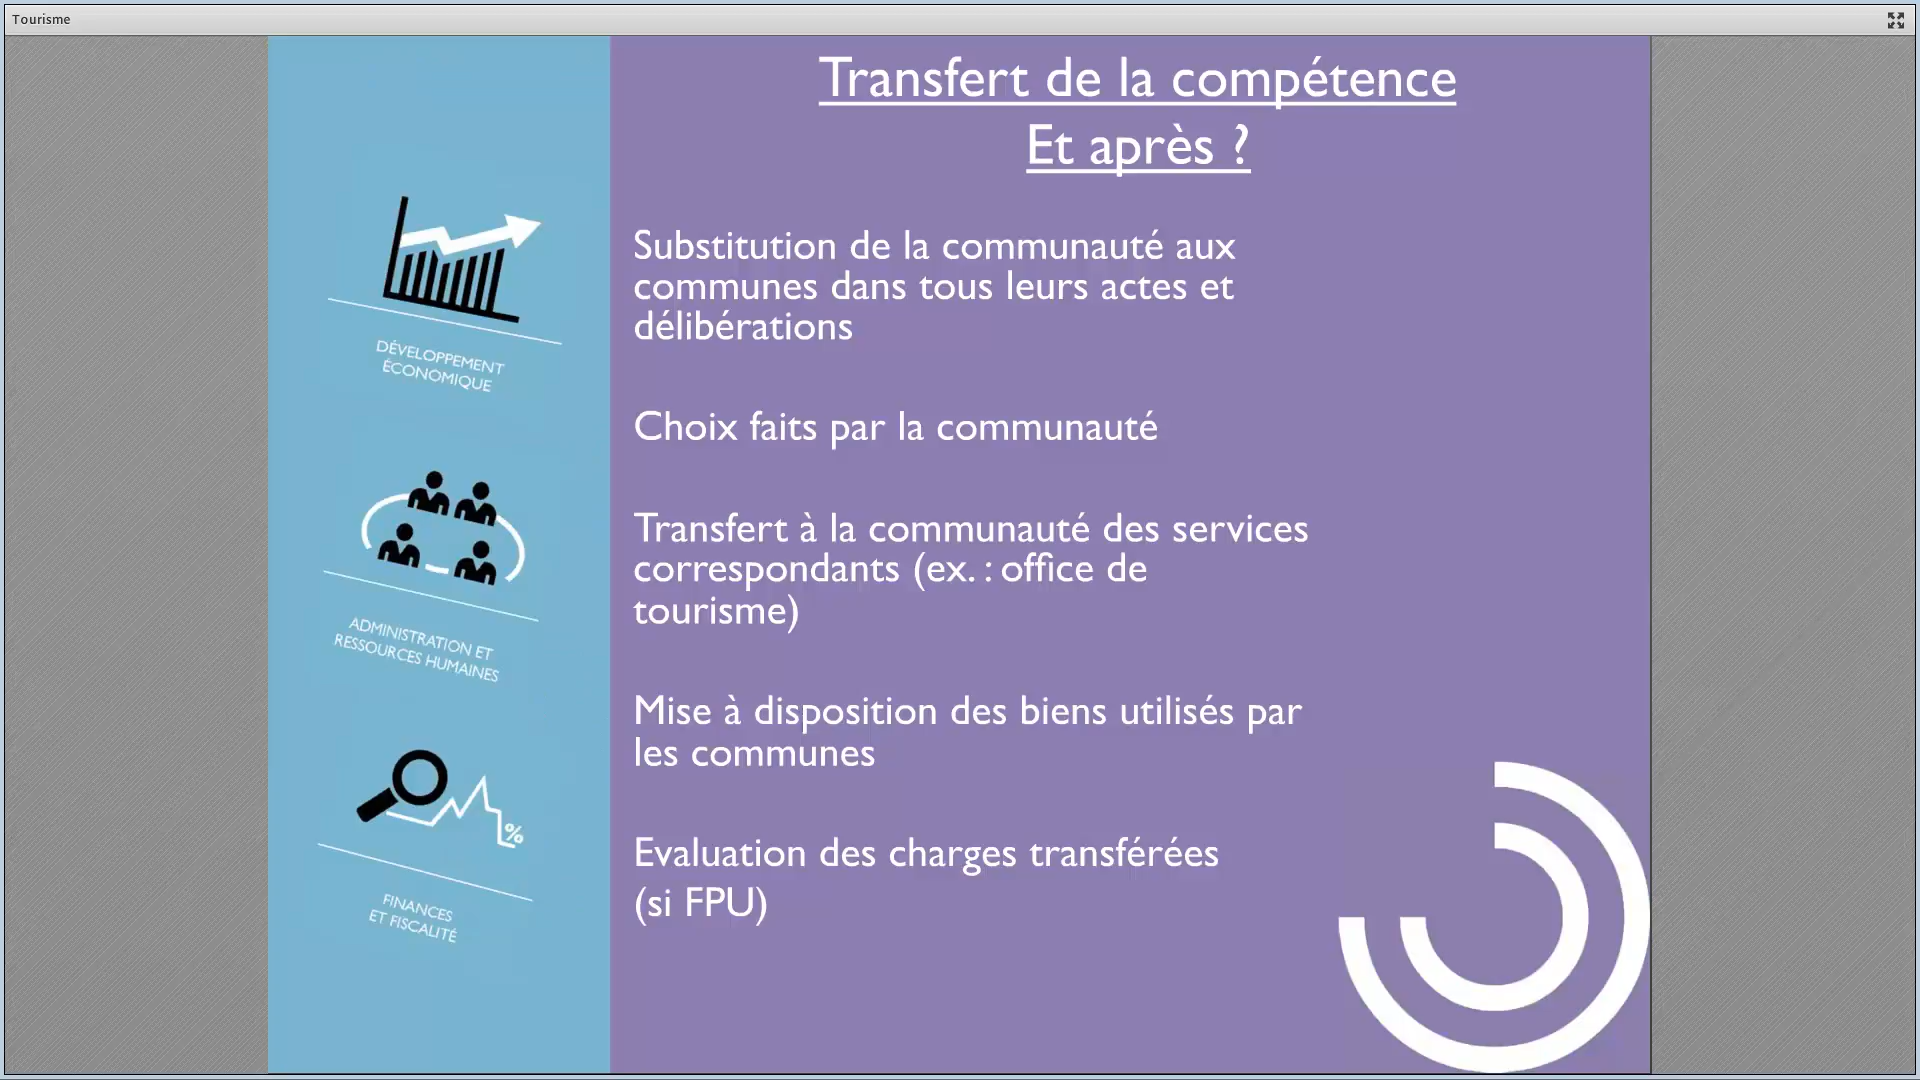 Tourisme
Transfert de la compétence
Et après ?
Substitution de la communauté aux
communes dans tous leurs actes et
délibérations
Choix faits par la communauté
Transfert à la communauté des services
correspondants (ex. : office de
tourisme)
Mise à disposition des biens utilisés par
les communes
Evaluation des charges transférées
(si FPU)
DÉVELOPPEMENT
ÉCONOMIQUE
ADMINISTRATION ET
RESSOURCES HUMAINES
%
FINANCES
ET FISCALITÉ